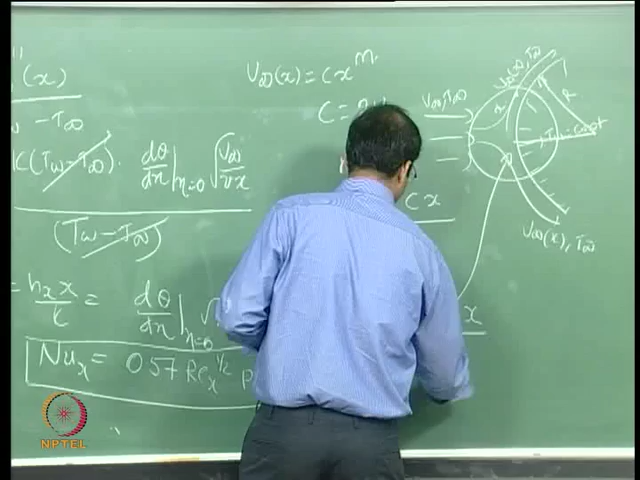 (x)
- T∞
U∞(x) = Cx^m
C =
K(Tw - T∞) · dθ/dη|η=0 √(U∞/νx)
(Tw - T∞)
= hx x/k = dθ/dη|η=0 √
Nux = 0.57 Rex^1/2 P
Cx
x
U∞, T∞
U∞(x), T∞
x
R
Tw = const
U∞(x), T∞
NPTEL